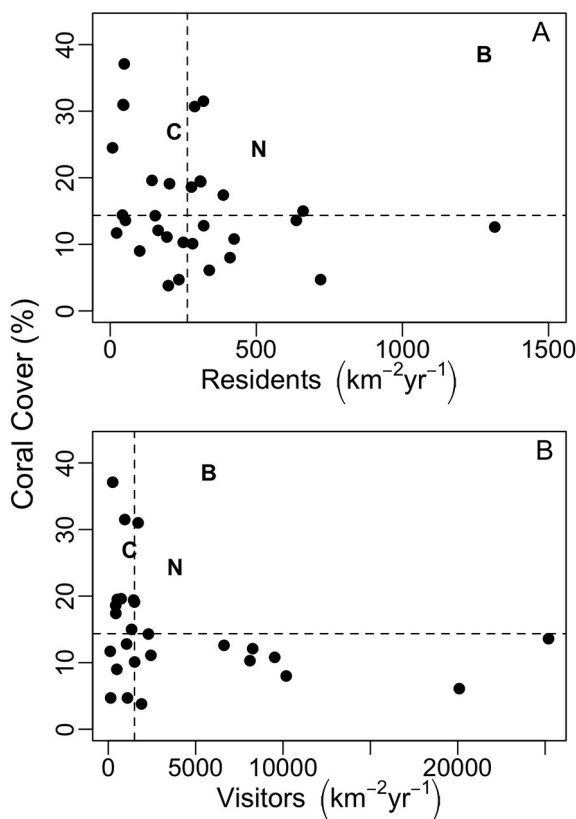 A
40
B
C
N
30
20
10
0
0 500 1000 1500
Residents (km⁻²yr⁻¹)
Coral Cover (%)
B
40
B
C
N
30
20
10
0
0 5000 10000 20000
Visitors (km⁻²yr⁻¹)